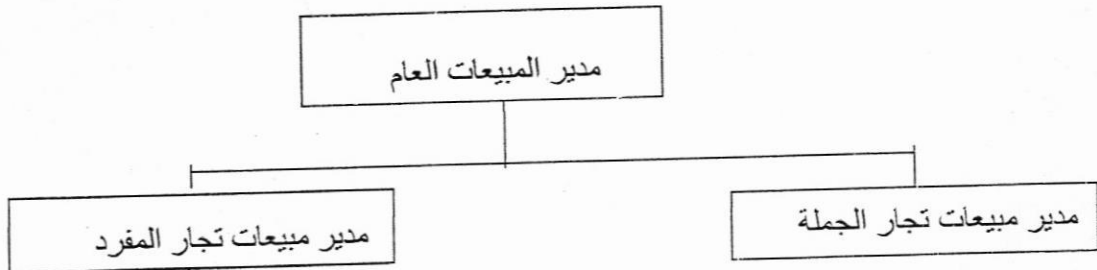 مدير المبيعات العام
مدير مبيعات تجار الجملة
مدير مبيعات تجار المفرد